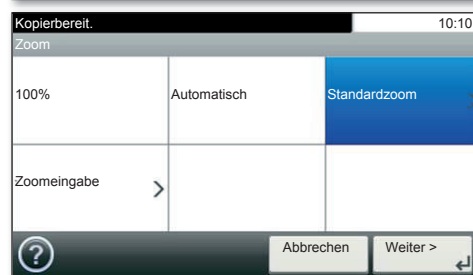 Kopierbereit. 10:10
Zoom
100% Automatisch Standardzoom
Zoomeingabe
Abbrechen Weiter >